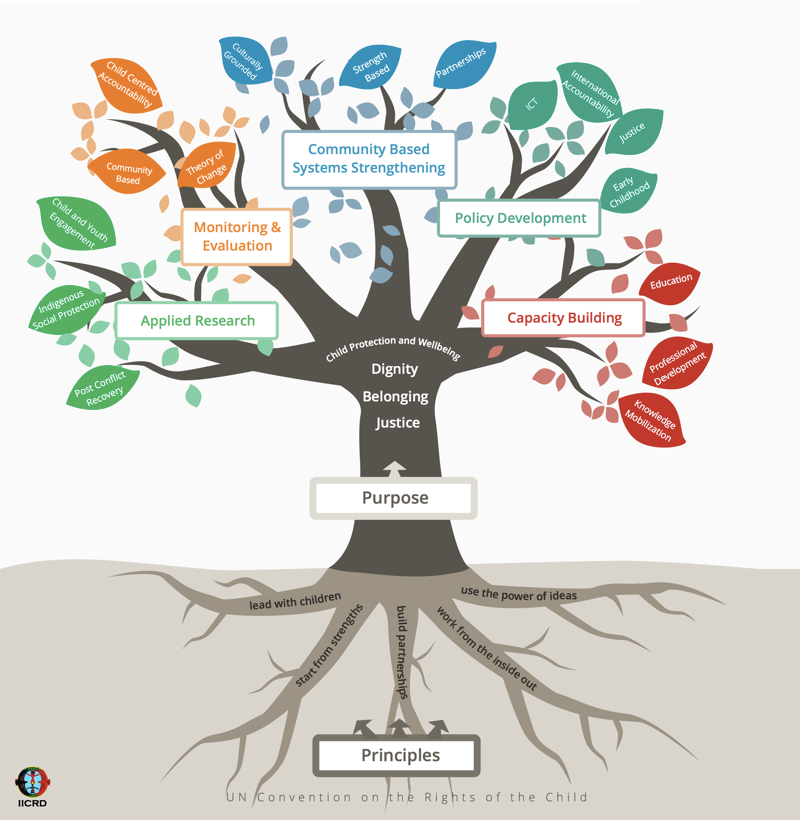 Culturally
Grounded
Strength
Based
Partnerships
Child Centred
Accountability
Community
Based
Theory of
Change
ICT
International
Accountability
Justice
Early
Childhood
Community Based
Systems Strengthening
Monitoring &
Evaluation
Policy Development
Child and Youth
Engagement
Indigenous
Social Protection
Post Conflict
Recovery
Applied Research
Capacity Building
Education
Professional
Development
Knowledge
Mobilization
Child Protection and Wellbeing
Dignity
Belonging
Justice
Purpose
lead with children
start from strengths
build partnerships
work from the inside out
use the power of ideas
Principles
UN Convention on the Rights of the Child
IICRD